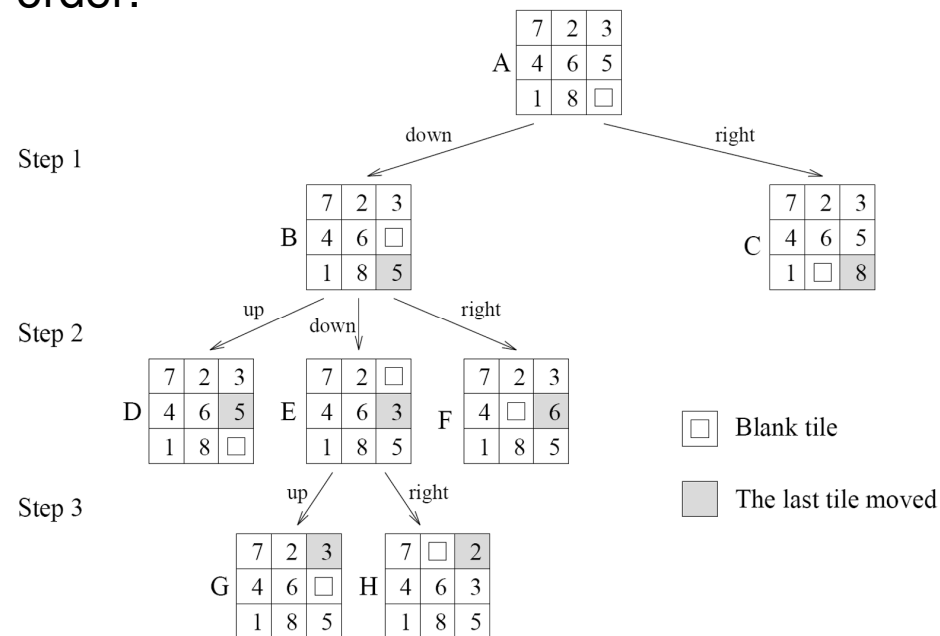 order.
7 2 3
A 4 6 5
1 8
down right
Step 1
7 2 3
B 4 6
1 8 5
7 2 3
C 4 6 5
1 8
up down right
Step 2
7 2 3
D 4 6 5
1 8
7 2
E 4 6 3
1 8 5
7 2 3
F 4 6
1 8 5
Blank tile
The last tile moved
up right
Step 3
7 2 3
G 4 6
1 8 5
7 2
H 4 6 3
1 8 5